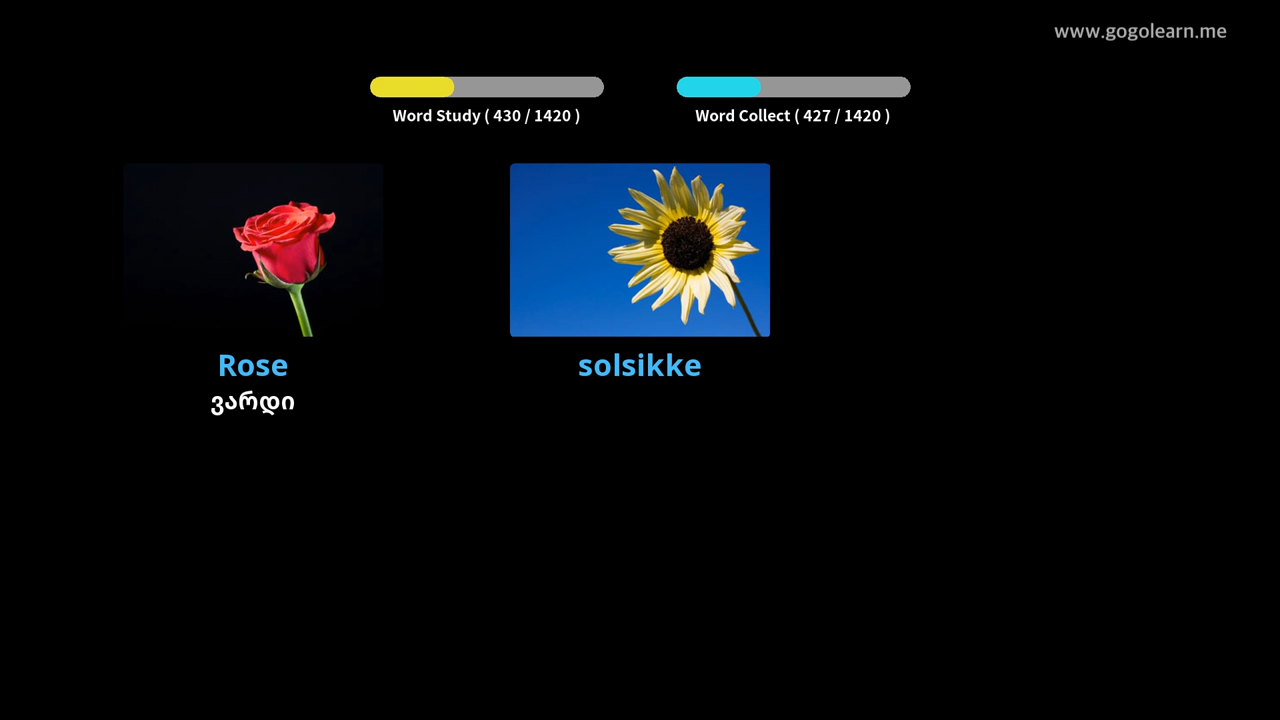 www.gogolearn.me
Word Study ( 430 / 1420 )
Word Collect ( 427 / 1420 )
Rose
ვარდი
solsikke